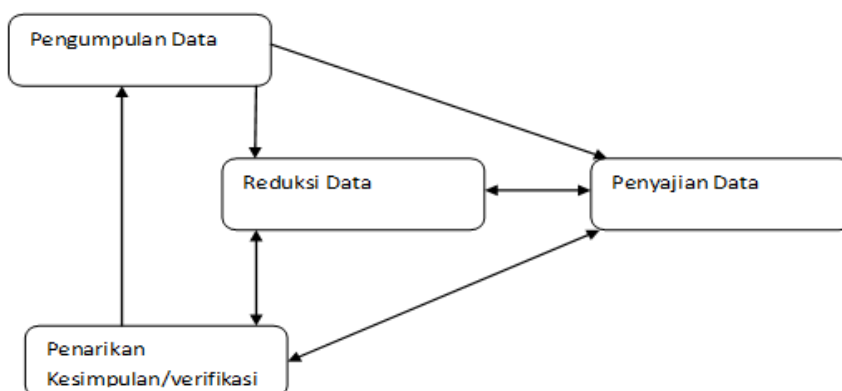 Pengumpulan Data
Reduksi Data
Penyajian Data
Penarikan
Kesimpulan/verifikasi